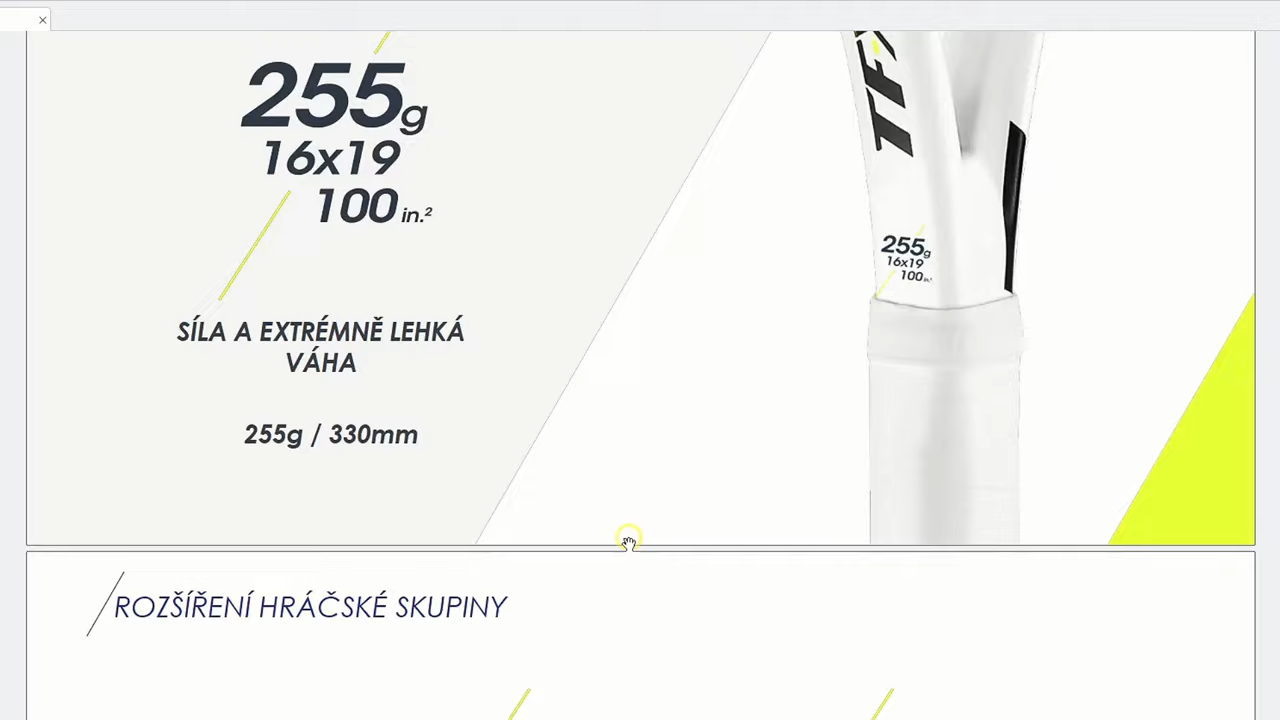 255g
16x19
100 in.²
SÍLA A EXTRÉMNĚ LEHKÁ
VÁHA
255g / 330mm
TFX
255g
16x19
100 in.²
ROZŠÍŘENÍ HRÁČSKÉ SKUPINY